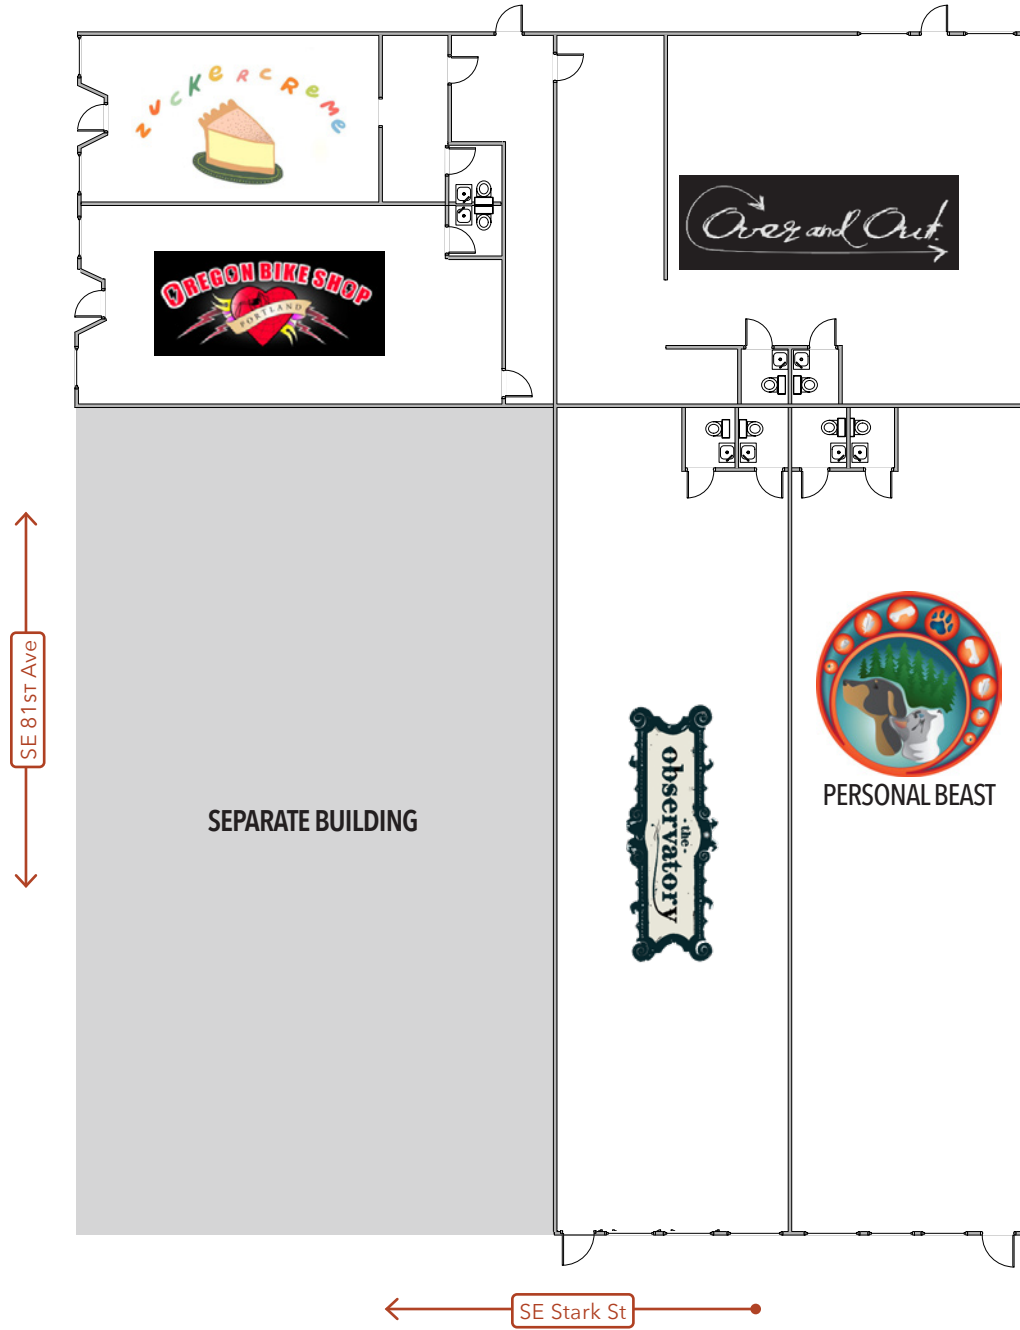 zuckercreme
Over and Out.
OREGON BIKE SHOP
PORTLAND
SE 81ST Ave
PERSONAL BEAST
the
observatory
SEPARATE BUILDING
SE Stark St